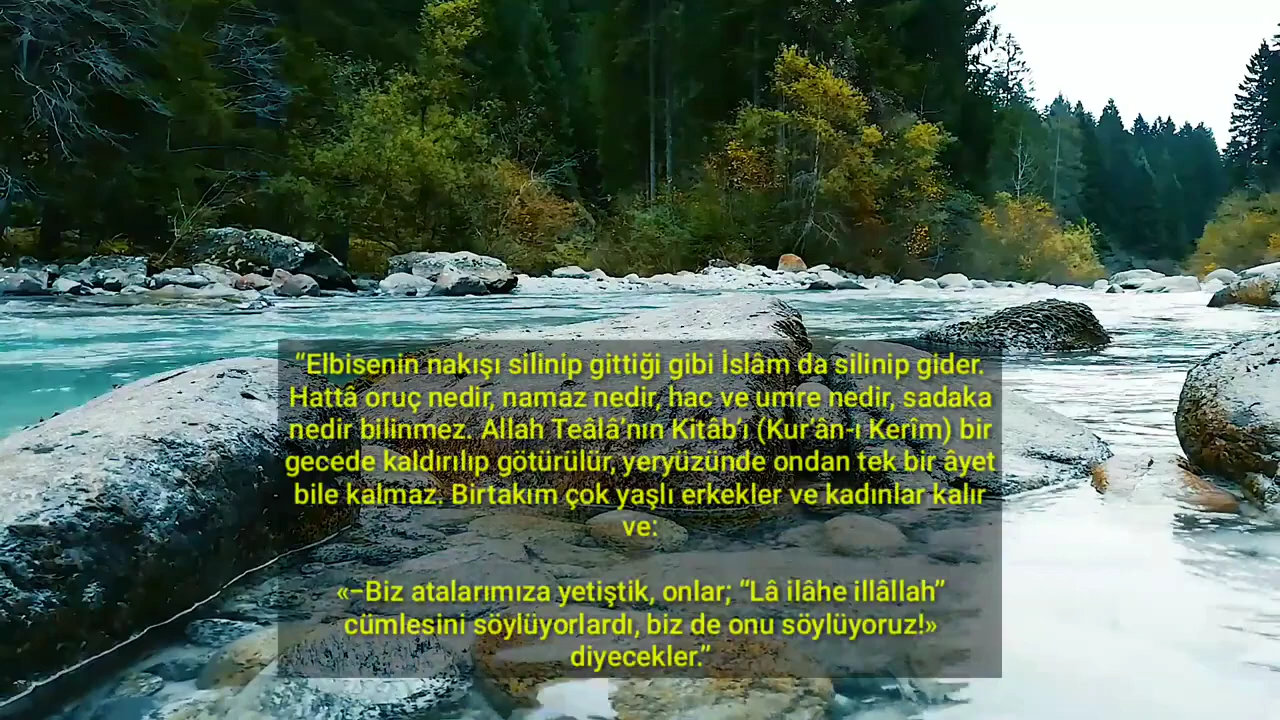 “Elbisenin nakışı silinip gittiği gibi İslâm da silinip gider.
Hattâ oruç nedir, namaz nedir, hac ve umre nedir, sadaka
nedir bilinmez. Allah Teâlâ’nın Kitâb’ı (Kur’ân-ı Kerîm) bir
gecede kaldırılıp götürülür, yeryüzünde ondan tek bir âyet
bile kalmaz. Birtakım çok yaşlı erkekler ve kadınlar kalır
ve:
«–Biz atalarımıza yetiştik, onlar; “Lâ ilâhe illâllah”
cümlesini söylüyorlardı, biz de onu söylüyoruz!»
diyecekler.”